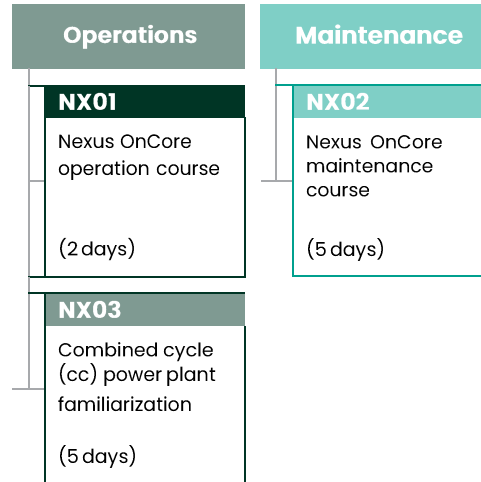 Operations
NX01
Nexus OnCore
operation course
(2 days)
NX03
Combined cycle
(cc) power plant
familiarization
(5 days)
Maintenance
NX02
Nexus OnCore
maintenance
course
(5 days)